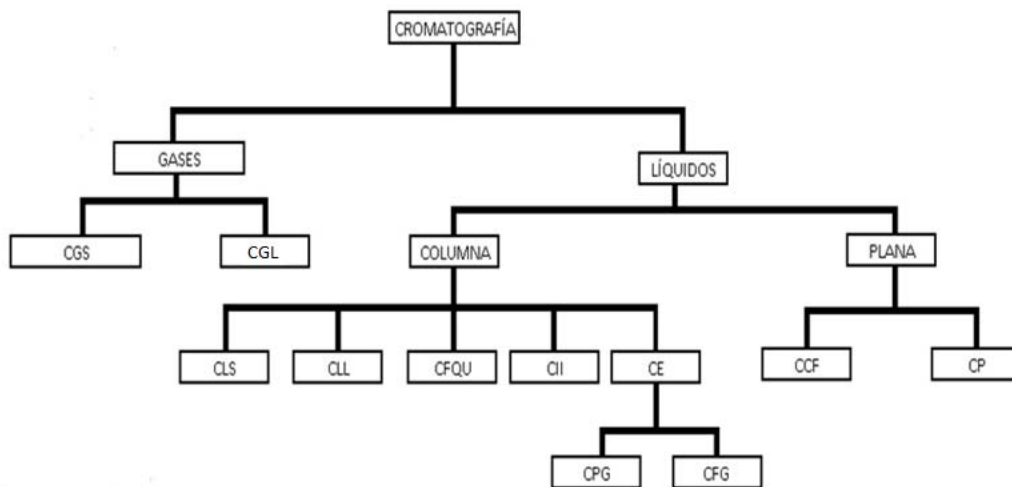 CROMATOGRAFÍA
GASES
LÍQUIDOS
CGS
CGL
COLUMNA
PLANA
CLS
CLL
CFQU
CII
CE
CCF
CP
CPG
CFG